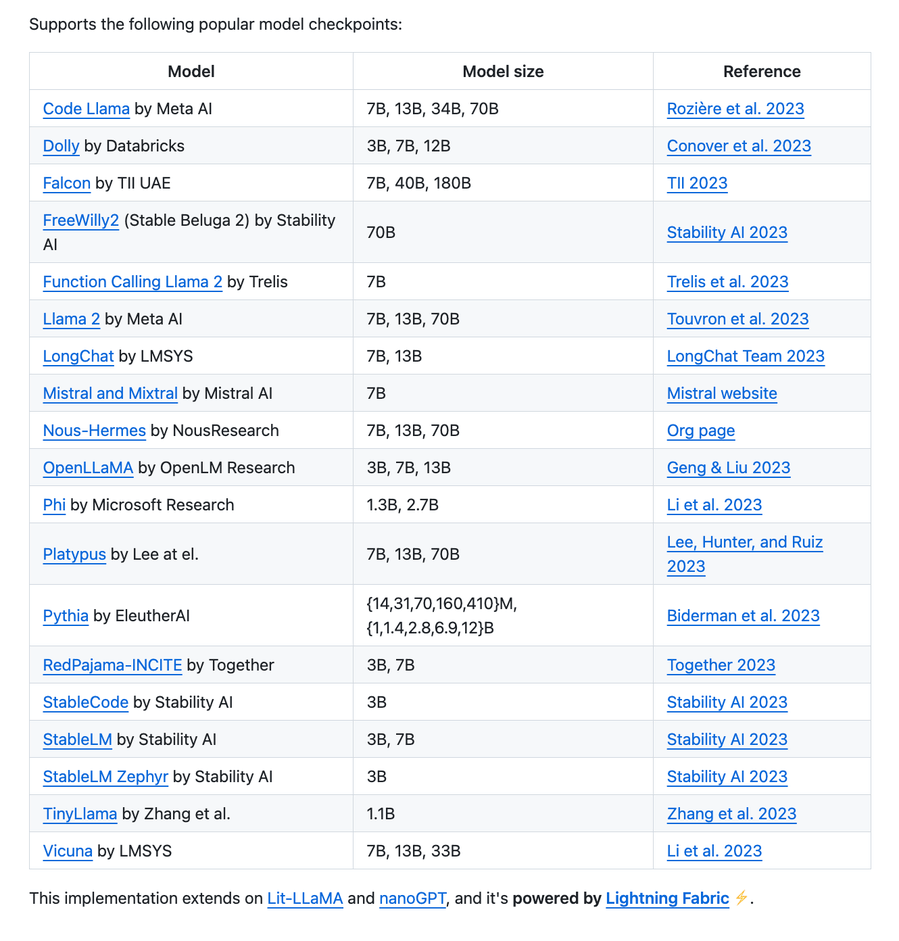 Supports the following popular model checkpoints:
Model Model size Reference
Code Llama by Meta AI 7B, 13B, 34B, 70B Rozière et al. 2023
Dolly by Databricks 3B, 7B, 12B Conover et al. 2023
Falcon by TII UAE 7B, 40B, 180B TII 2023
FreeWilly2 (Stable Beluga 2) by Stability
AI
70B Stability AI 2023
Function Calling Llama 2 by Trelis 7B Trelis et al. 2023
Llama 2 by Meta AI 7B, 13B, 70B Touvron et al. 2023
LongChat by LMSYS 7B, 13B LongChat Team 2023
Mistral and Mixtral by Mistral AI 7B Mistral website
Nous-Hermes by NousResearch 7B, 13B, 70B Org page
OpenLLaMA by OpenLM Research 3B, 7B, 13B Geng & Liu 2023
Phi by Microsoft Research 1.3B, 2.7B Li et al. 2023
Platypus by Lee at el. 7B, 13B, 70B Lee, Hunter, and Ruiz
2023
Pythia by EleutherAI {14,31,70,160,410}M,
{1,1.4,2.8,6.9,12}B
Biderman et al. 2023
RedPajama-INCITE by Together 3B, 7B Together 2023
StableCode by Stability AI 3B Stability AI 2023
StableLM by Stability AI 3B, 7B Stability AI 2023
StableLM Zephyr by Stability AI 3B Stability AI 2023
TinyLlama by Zhang et al. 1.1B Zhang et al. 2023
Vicuna by LMSYS 7B, 13B, 33B Li et al. 2023
This implementation extends on Lit-LLaMA and nanoGPT, and it's powered by Lightning Fabric ⚡.